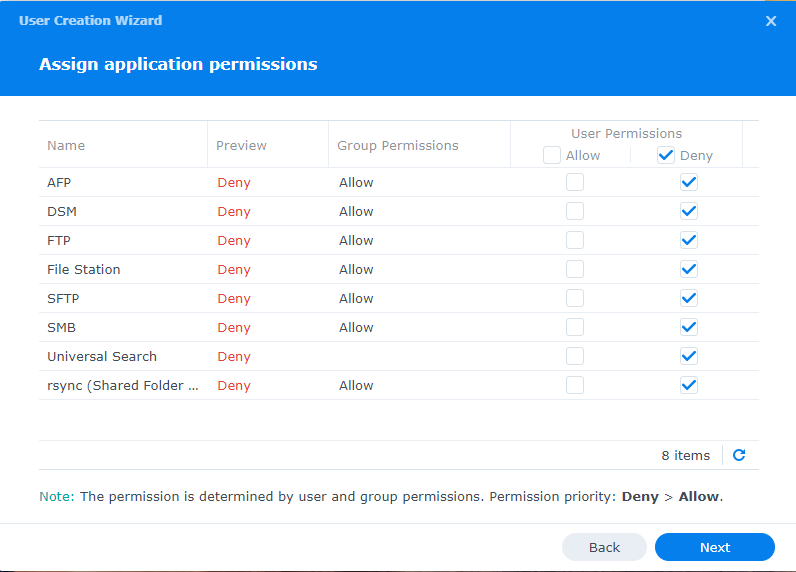 User Creation Wizard
Assign application permissions
Name Preview Group Permissions User Permissions
Allow Deny
AFP Deny Allow
DSM Deny Allow
FTP Deny Allow
File Station Deny Allow
SFTP Deny Allow
SMB Deny Allow
Universal Search Deny
rsync (Shared Folder ... Deny Allow
8 items
Note: The permission is determined by user and group permissions. Permission priority: Deny > Allow.
Back Next